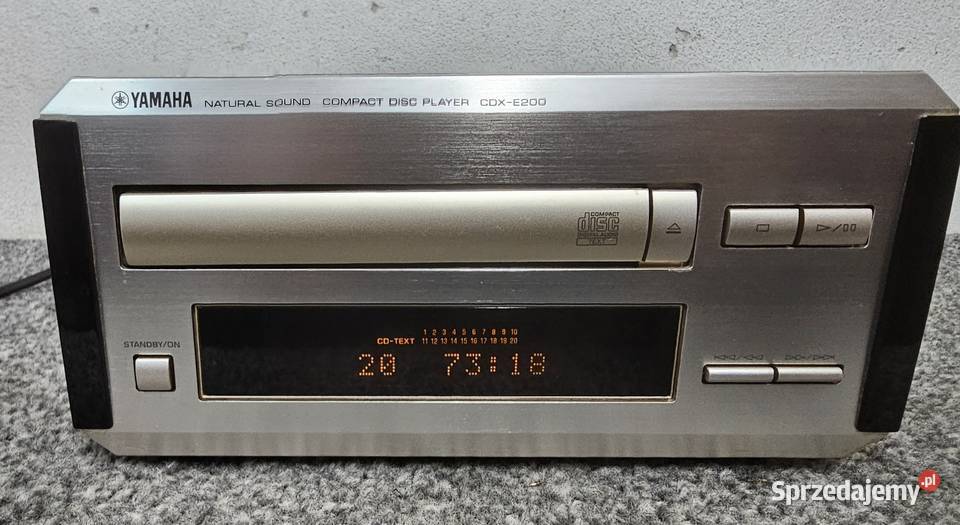 YAMAHA NATURAL SOUND COMPACT DISC PLAYER CDX-E200
COMPACT
disc
DIGITAL AUDIO
TEXT
STANDBY/ON
1 2 3 4 5 6 7 8 9 10
CD-TEXT 11 12 13 14 15 16 17 18 19 20
20 73:18
Sprzedajemy.pl